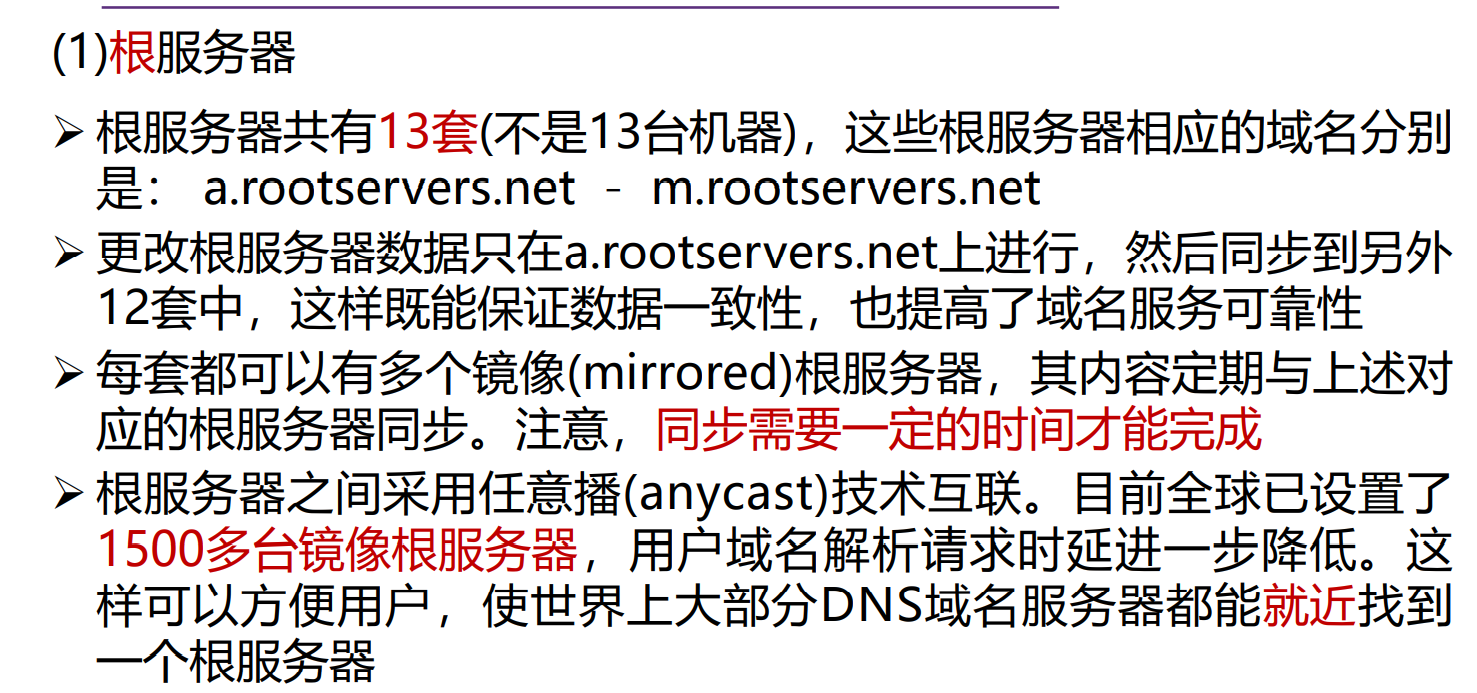 (1)根服务器
➢ 根服务器共有13套(不是13台机器)，这些根服务器相应的域名分别
是： a.rootservers.net – m.rootservers.net
➢ 更改根服务器数据只在a.rootservers.net上进行，然后同步到另外
12套中，这样既能保证数据一致性，也提高了域名服务可靠性
➢ 每套都可以有多个镜像(mirrored)根服务器，其内容定期与上述对
应的根服务器同步。注意，同步需要一定的时间才能完成
➢ 根服务器之间采用任意播(anycast)技术互联。目前全球已设置了
1500多台镜像根服务器，用户域名解析请求时延进一步降低。这
样可以方便用户，使世界上大部分DNS域名服务器都能就近找到
一个根服务器